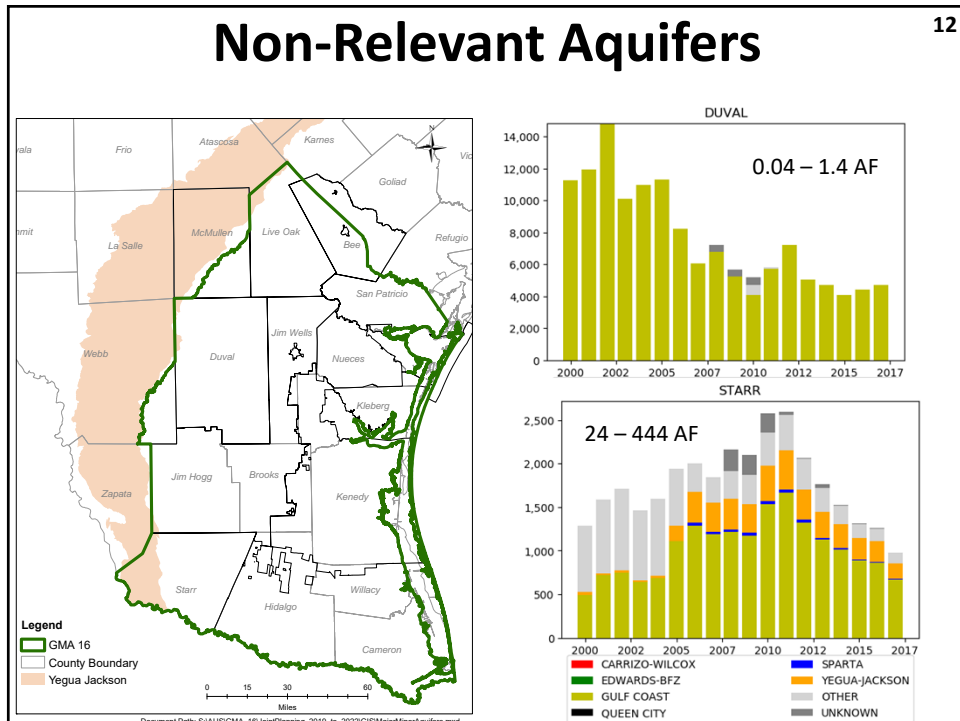 12
Non-Relevant Aquifers
Atascosa
Karnes
Frio
Goliad
La Salle
McMullen
Live Oak
Bee
Refugio
San Patricio
Webb
Duval
Jim Wells
Nueces
Kleberg
Zapata
Jim Hogg
Brooks
Kenedy
Starr
Hidalgo
Willacy
Cameron
N
Legend
GMA 16
County Boundary
Yegua Jackson
0 15 30 60
Miles
DUVAL
0.04 – 1.4 AF
14,000
12,000
10,000
8,000
6,000
4,000
2,000
0
2000 2002 2005 2007 2010 2012 2015 2017
STARR
24 – 444 AF
2,500
2,000
1,500
1,000
500
0
2000 2002 2005 2007 2010 2012 2015 2017
CARRIZO-WILCOX
EDWARDS-BFZ
GULF COAST
QUEEN CITY
SPARTA
YEGUA-JACKSON
OTHER
UNKNOWN